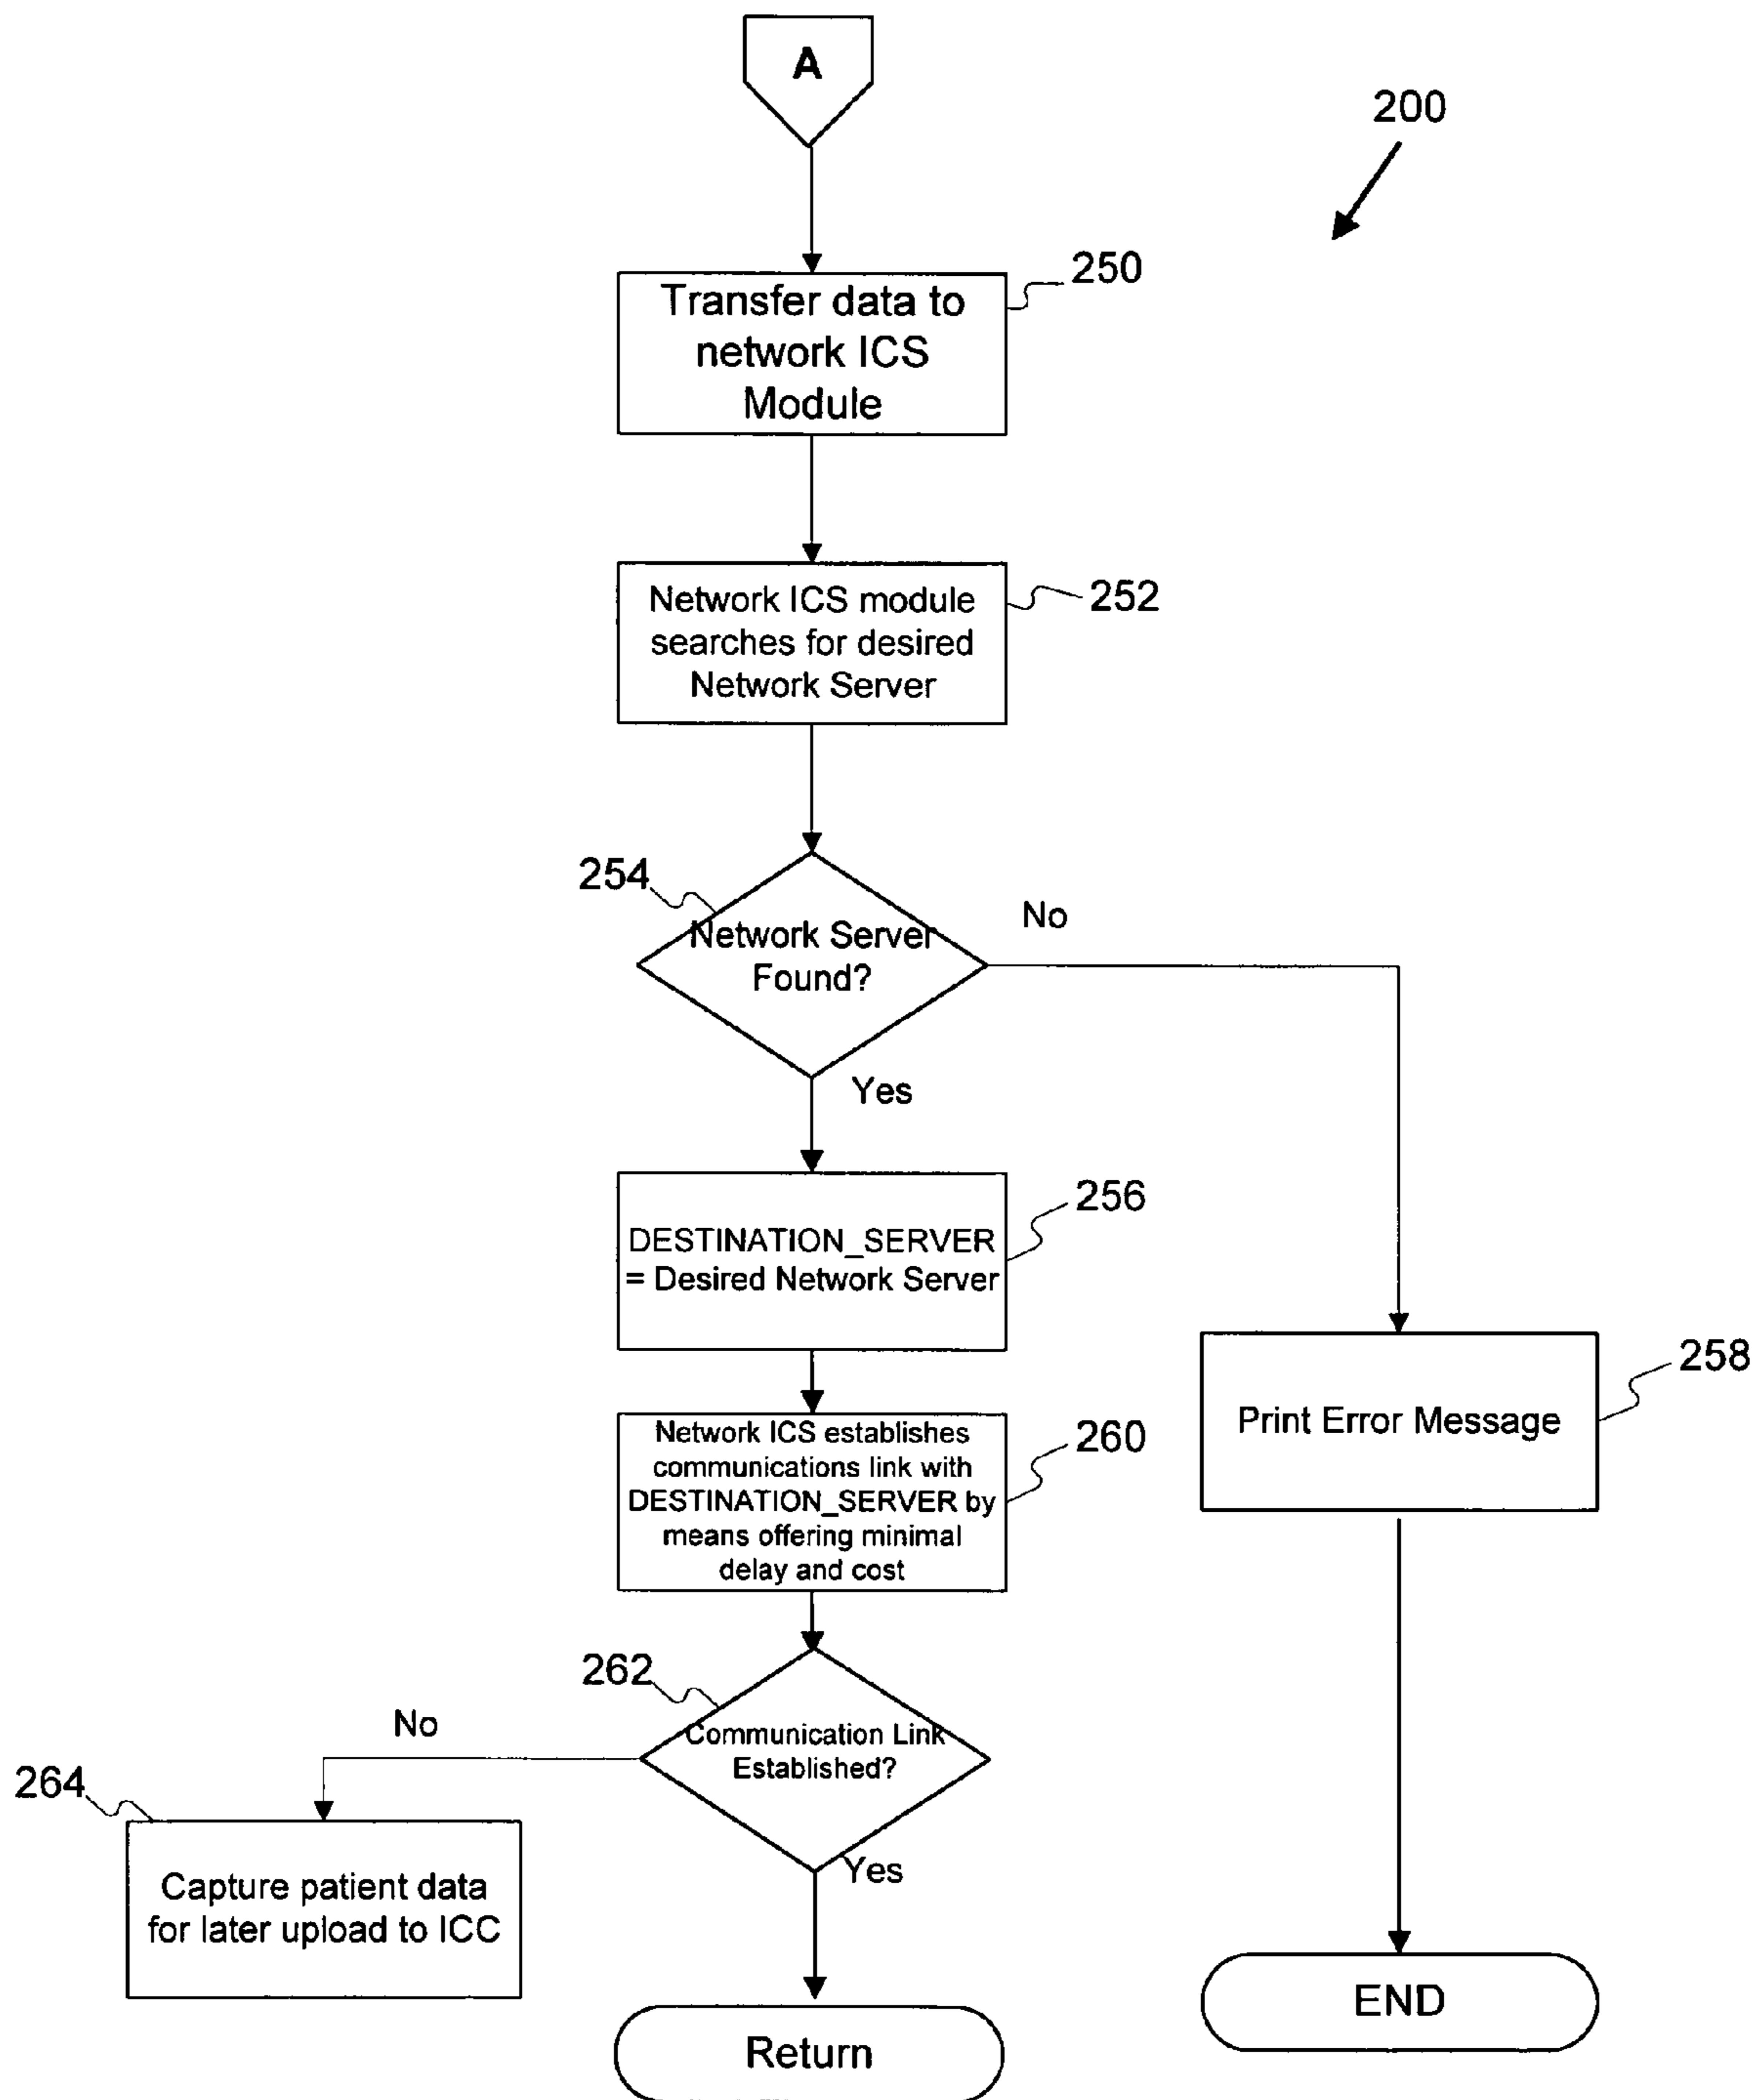 A
200
250
Transfer data to
network ICS
Module
252
Network ICS module
searches for desired
Network Server
254
Network Server
Found?
No
Yes
256
DESTINATION_SERVER
= Desired Network Server
258
Print Error Message
260
Network ICS establishes
communications link with
DESTINATION_SERVER by
means offering minimal
delay and cost
262
Communication Link
Established?
No
Yes
264
Capture patient data
for later upload to ICC
END
Return